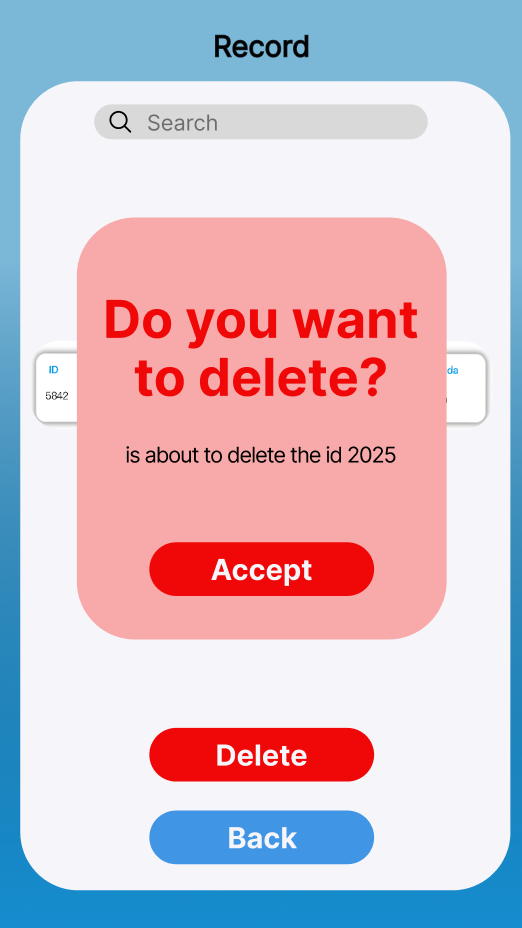 Record
Search
Do you want
to delete?
ID
da
5842
is about to delete the id 2025
Accept
Delete
Back